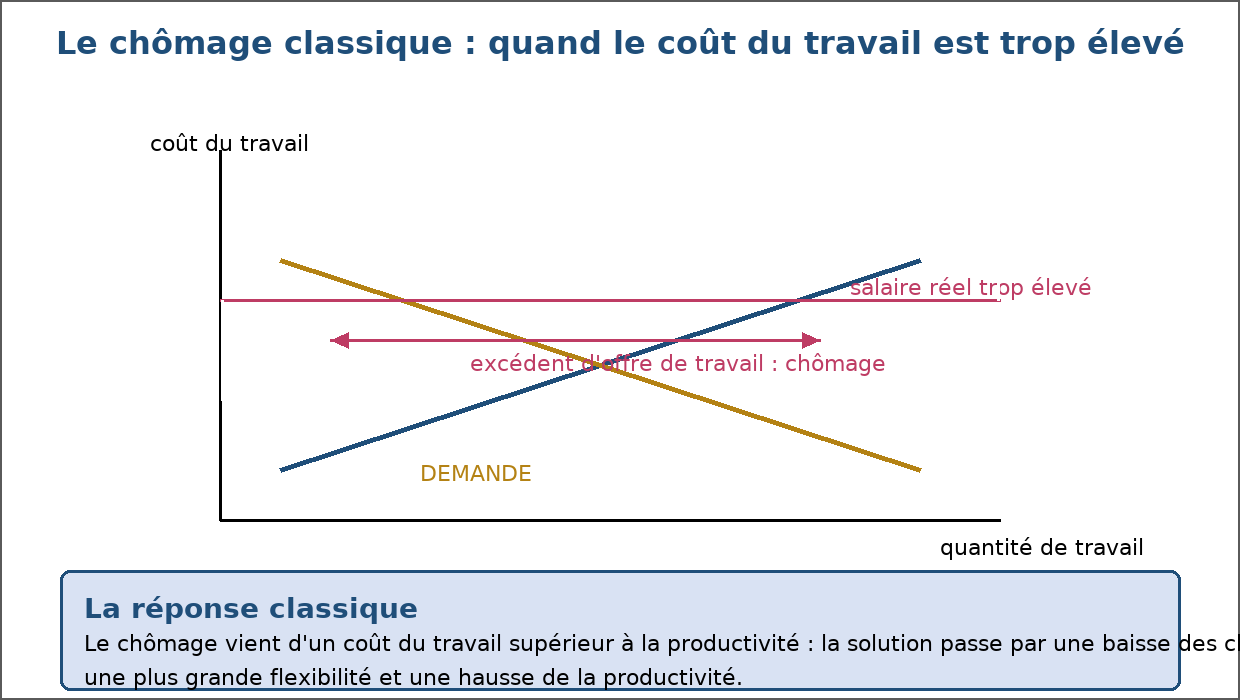 Le chômage classique : quand le coût du travail est trop élevé
coût du travail
salaire réel trop élevé
excédent d'offre de travail : chômage
DEMANDE
quantité de travail
La réponse classique
Le chômage vient d'un coût du travail supérieur à la productivité : la solution passe par une baisse des
une plus grande flexibilité et une hausse de la productivité.